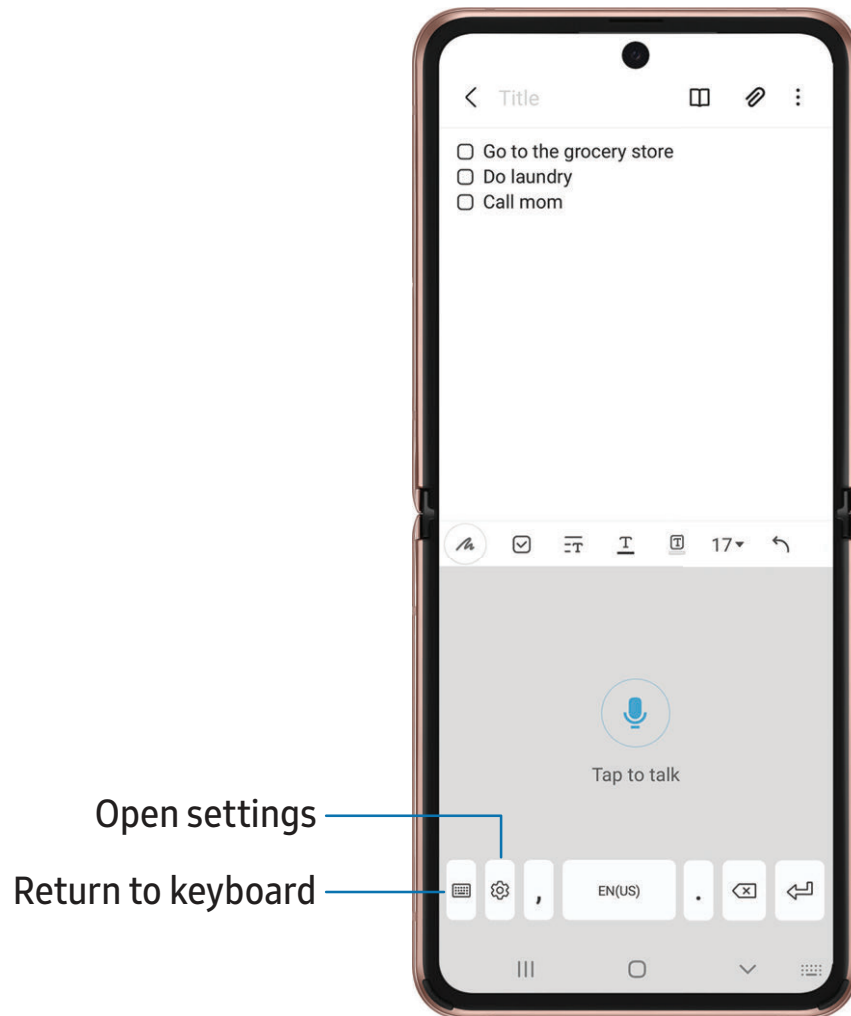 Title
Go to the grocery store
Do laundry
Call mom
T T T 17
Tap to talk
Open settings
Return to keyboard
, EN(US) .